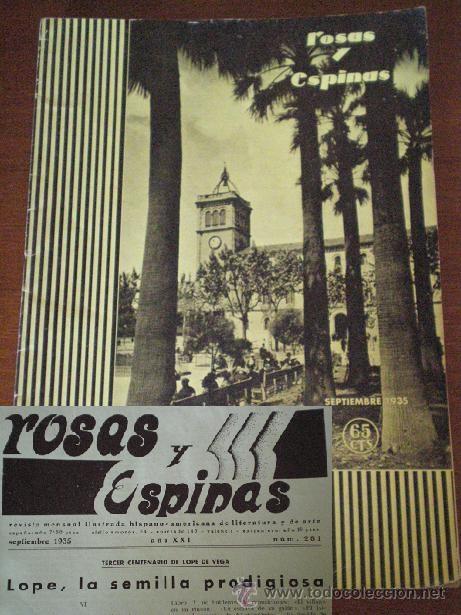 rosas
y
Espinas
SEPTIEMBRE 1935
65
CTS
rosas
y
Espinas
revista mensual ilustrada hispano-americana de literatura y de arte
septiembre 1935 año XXI núm. 261
TERCER CENTENARIO DE LOPE DE VEGA
Lope, la semilla prodigiosa
VI
todocoleccion.net